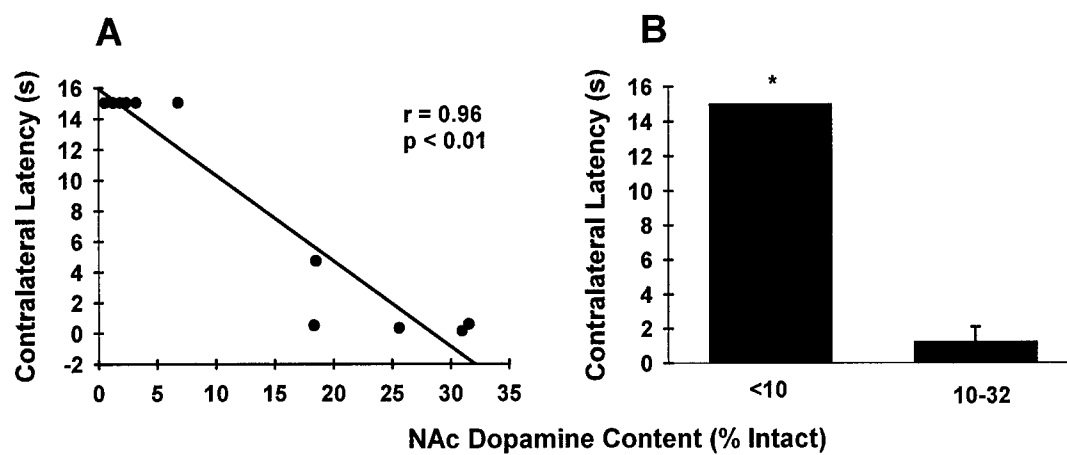 A
Contralateral Latency (s)
16
14
12
10
8
6
4
2
0
-2
r = 0.96
p < 0.01
0 5 10 15 20 25 30 35
B
*
Contralateral Latency (s)
16
14
12
10
8
6
4
2
0
<10 10-32
NAc Dopamine Content (% Intact)